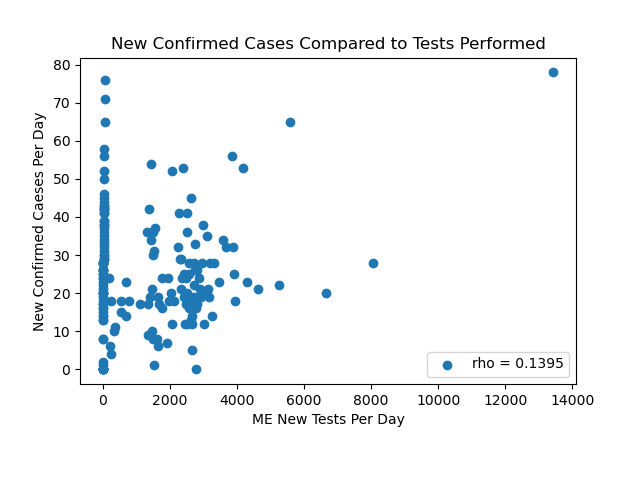 New Confirmed Cases Compared to Tests Performed
80
70
60
50
40
30
20
10
0
New Confirmed Caeses Per Day
rho = 0.1395
0 2000 4000 6000 8000 10000 12000 14000
ME New Tests Per Day